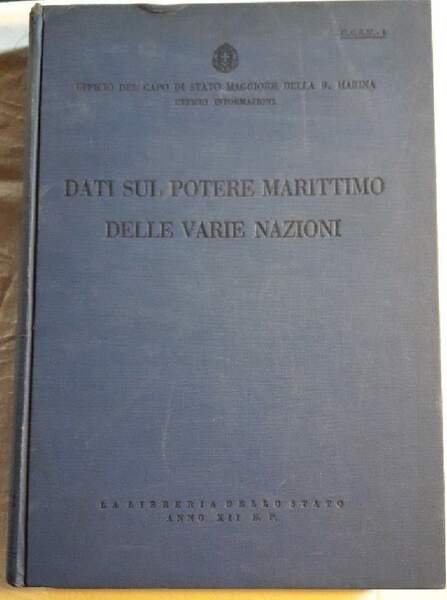 UFFICIO DEL CAPO DI STATO MAGGIORE DELLA R. MARINA
UFFICIO INFORMAZIONI
DATI SUL POTERE MARITTIMO
DELLE VARIE NAZIONI
LA LIBRERIA DELLO STATO
ANNO XII E. F.